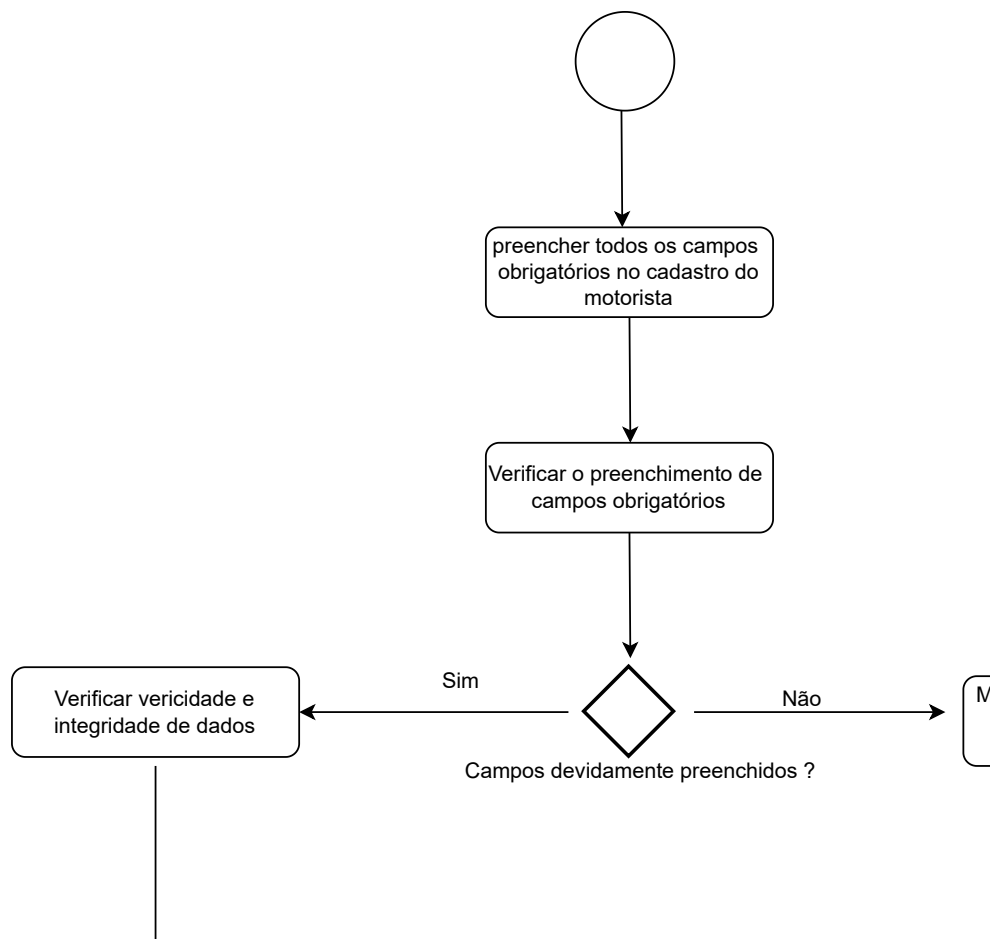 preencher todos os campos
obrigatórios no cadastro do
motorista
Verificar o preenchimento de
campos obrigatórios
Sim
Não
Verificar vericidade e
integridade de dados
M
Campos devidamente preenchidos ?